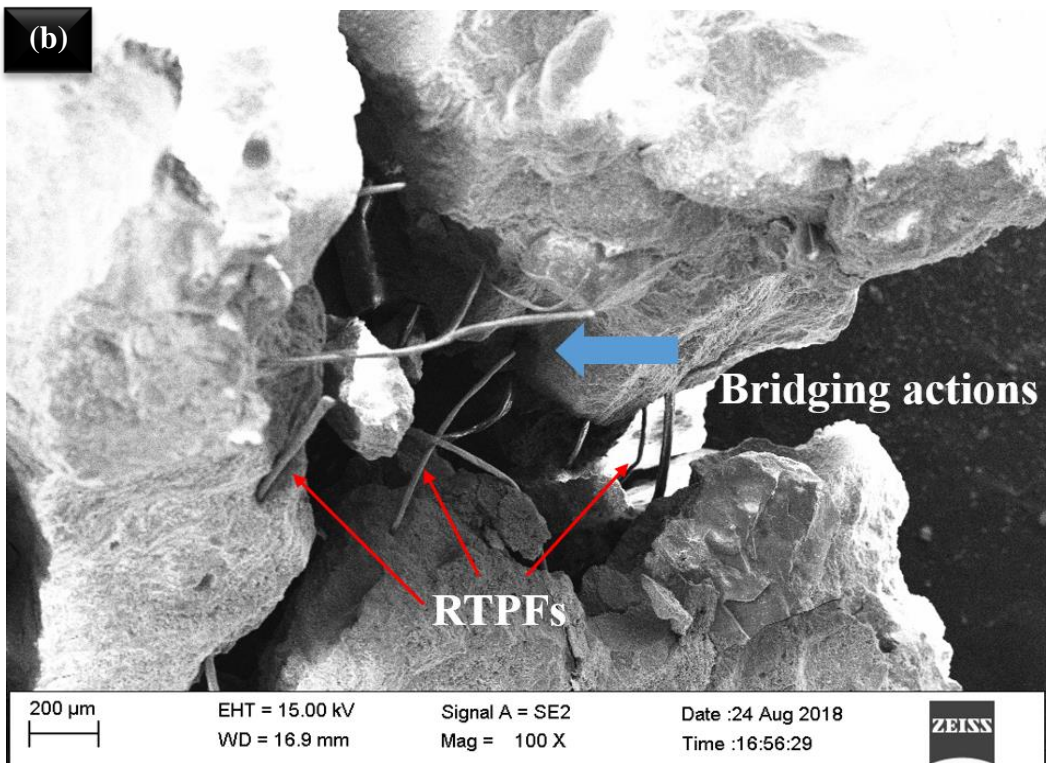 (b)
Bridging actions
RTPFs
200 µm
EHT = 15.00 kV
Signal A = SE2
Date :24 Aug 2018
WD = 16.9 mm
Mag = 100 X
Time :16:56:29
ZEISS